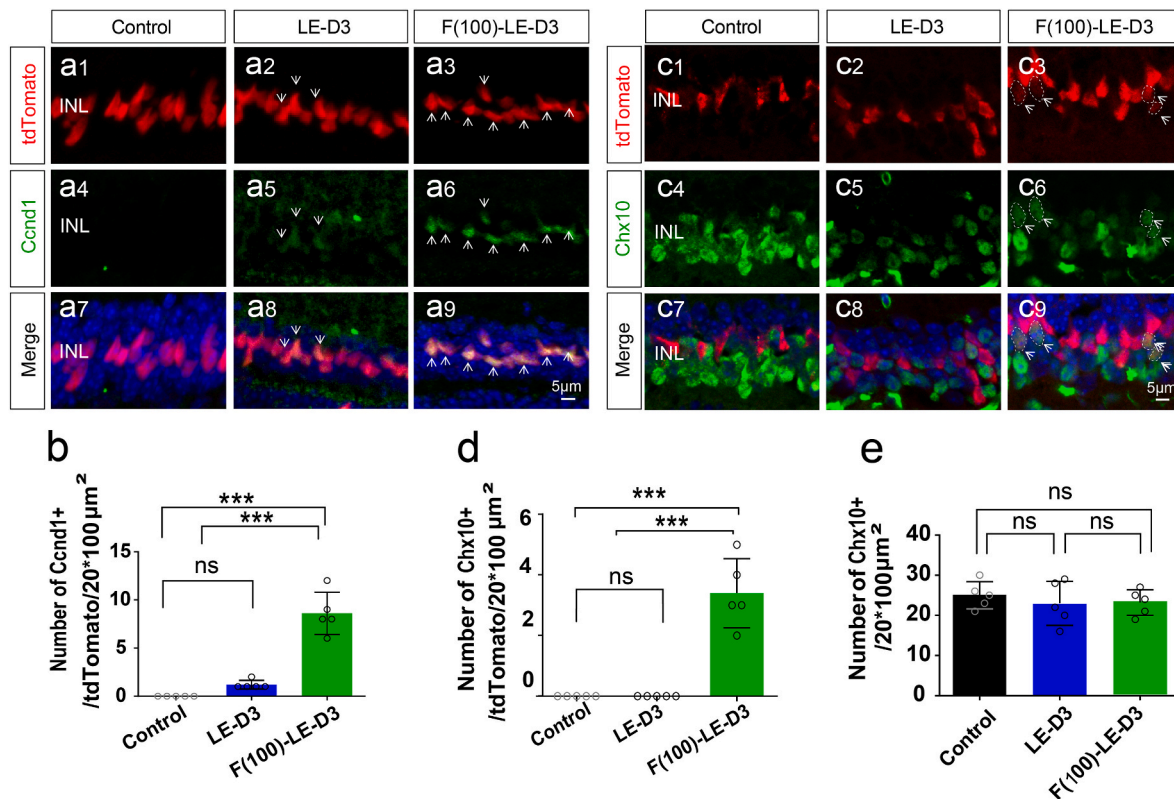 Control LE-D3 F(100)-LE-D3
tdTomato
a1 a2 a3
INL
Ccnd1
a4 a5 a6
INL
Merge
a7 a8 a9
INL
5μm
Control LE-D3 F(100)-LE-D3
tdTomato
c1 c2 c3
INL
Chx10
c4 c5 c6
INL
Merge
c7 c8 c9
INL
5μm
b
Number of Ccnd1+
/tdTomato/20*100 µm²
***
***
ns
15
10
5
0
Control LE-D3 F(100)-LE-D3
d
Number of Chx10+
/tdTomato/20*100 µm²
***
***
ns
6
4
2
0
Control LE-D3 F(100)-LE-D3
e
Number of Chx10+
/20*100µm²
ns
ns ns
40
30
20
10
0
Control LE-D3 F(100)-LE-D3